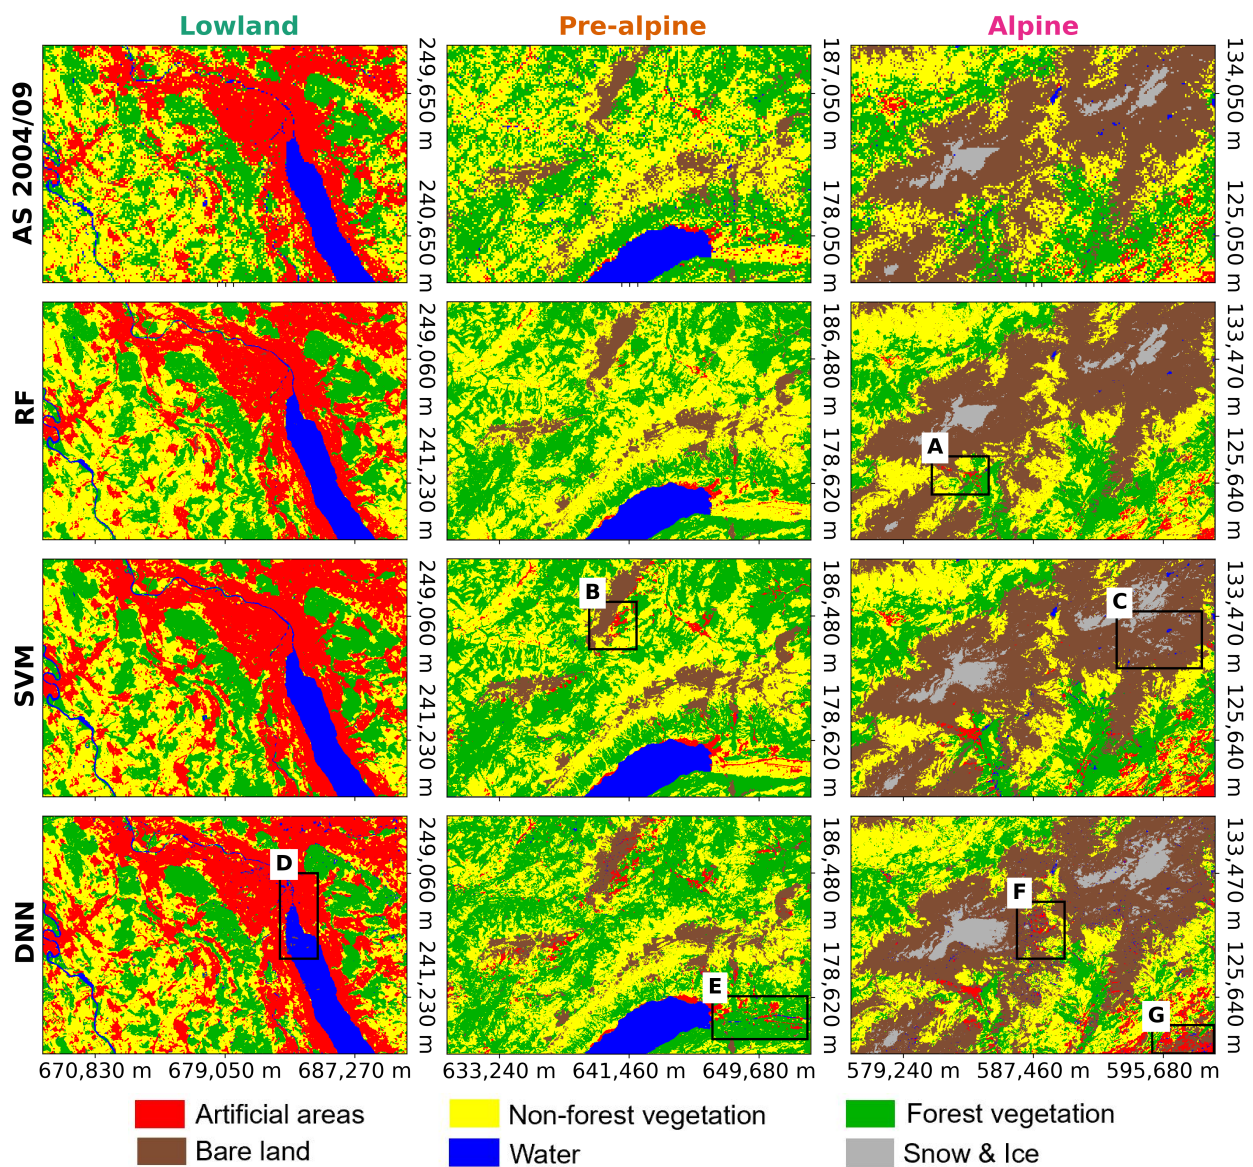 Lowland Pre-alpine Alpine
AS 2004/09
249,650 m
240,650 m
187,050 m
178,050 m
134,050 m
125,050 m
RF
249,060 m
241,230 m
186,480 m
178,620 m
A
133,470 m
125,640 m
SVM
249,060 m
241,230 m
B
186,480 m
178,620 m
C
133,470 m
125,640 m
DNN
D
249,060 m
241,230 m
E
186,480 m
178,620 m
F
G
133,470 m
125,640 m
670,830 m 679,050 m 687,270 m 633,240 m 641,460 m 649,680 m 579,240 m 587,460 m 595,680 m
Artificial areas Non-forest vegetation Forest vegetation
Bare land Water Snow & Ice